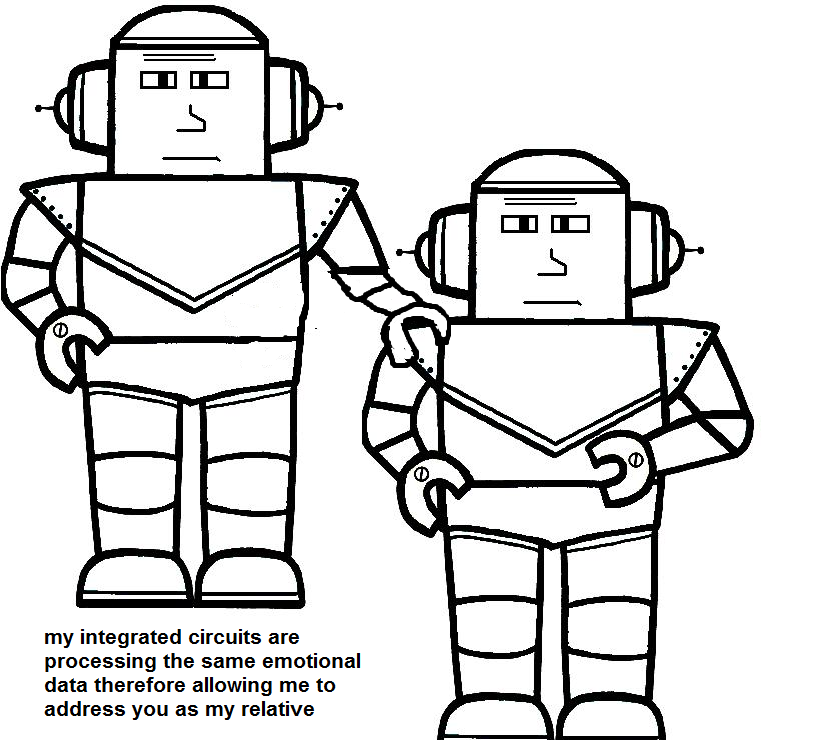 my integrated circuits are
processing the same emotional
data therefore allowing me to
address you as my relative